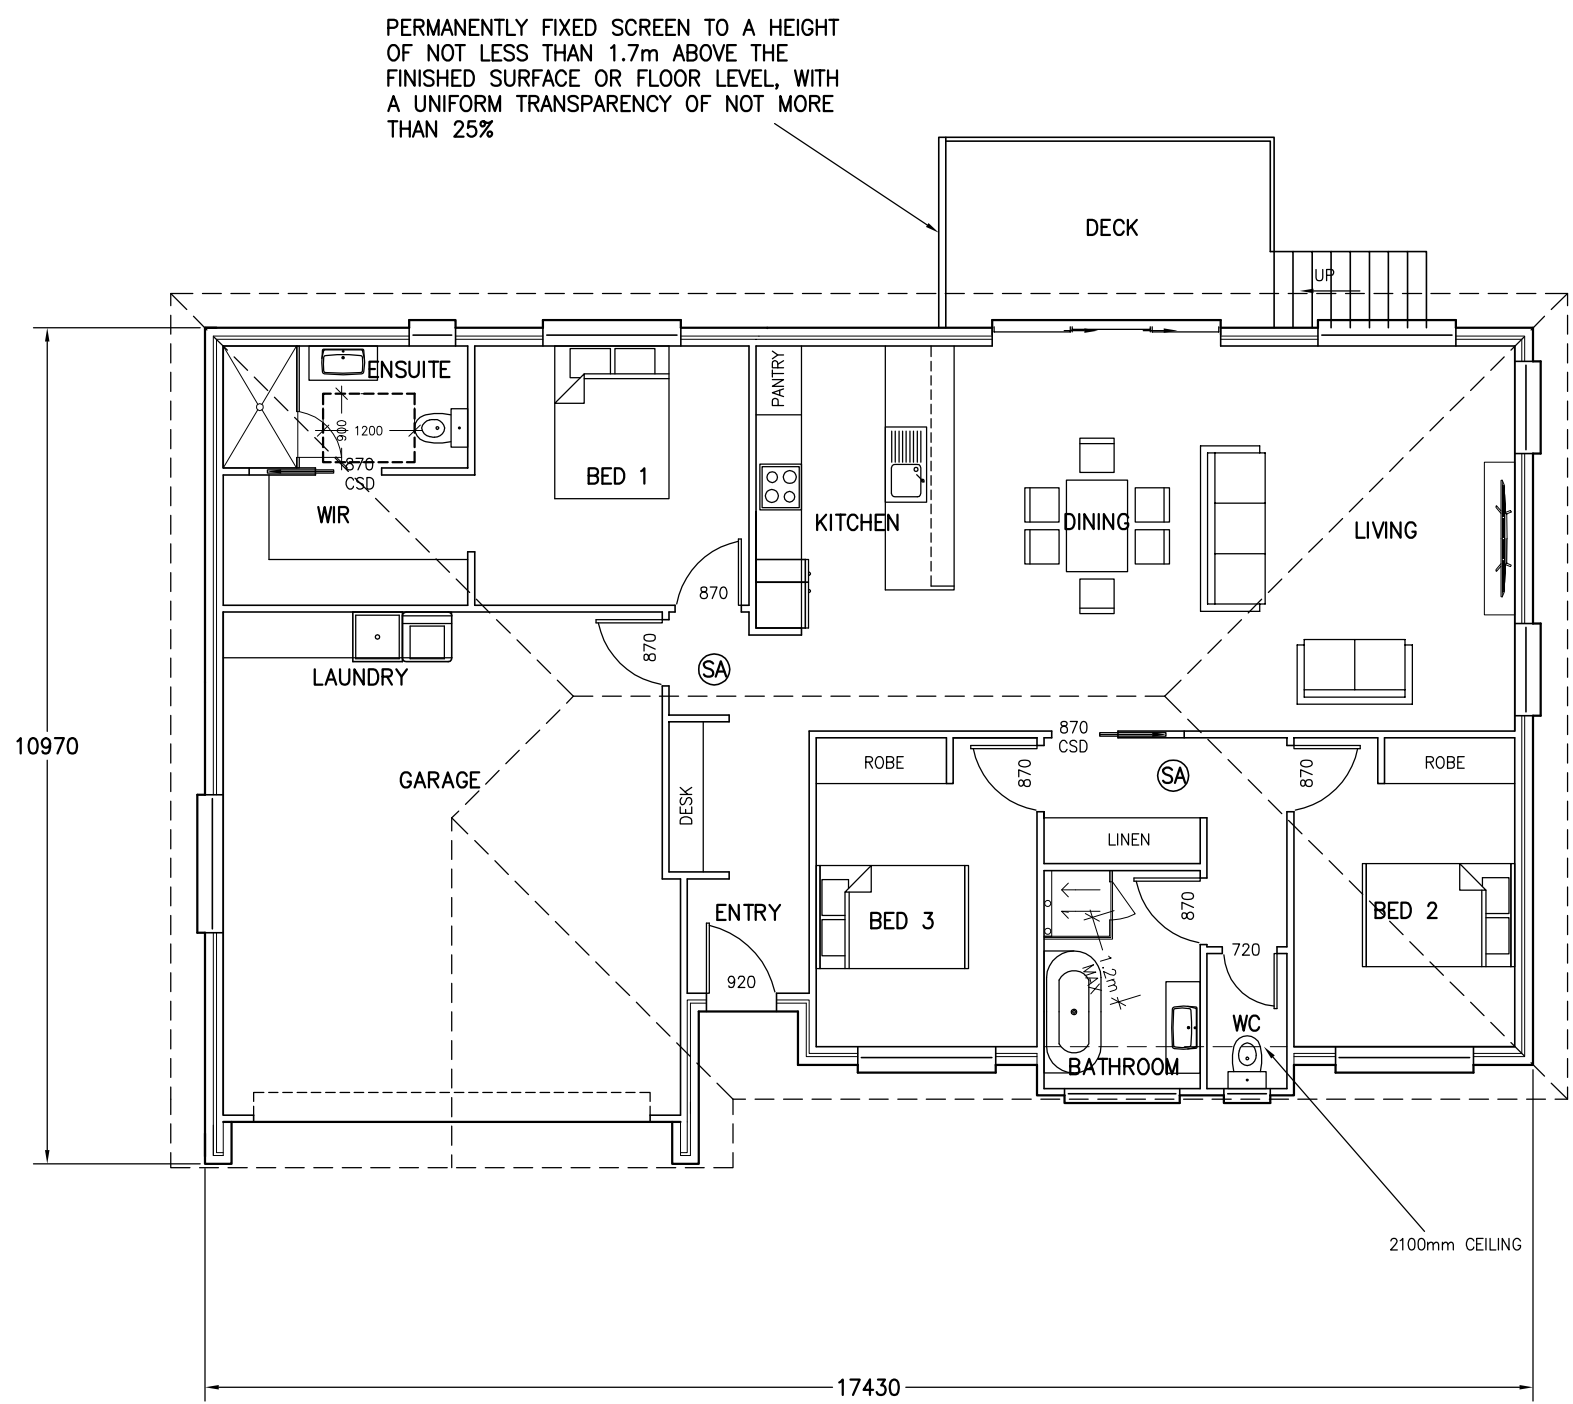 PERMANENTLY FIXED SCREEN TO A HEIGHT
OF NOT LESS THAN 1.7m ABOVE THE
FINISHED SURFACE OR FLOOR LEVEL, WITH
A UNIFORM TRANSPARENCY OF NOT MORE
THAN 25%
DECK
UP
ENSUITE
PANTRY
900
1200
870
CSD
BED 1
WIR
KITCHEN
DINING
LIVING
870
870
SA
LAUNDRY
10970
GARAGE
870
CSD
ROBE
870
SA
870
ROBE
DESK
LINEN
ENTRY
BED 3
870
BED 2
920
1.2m
MAX
720
WC
BATHROOM
2100mm CEILING
17430